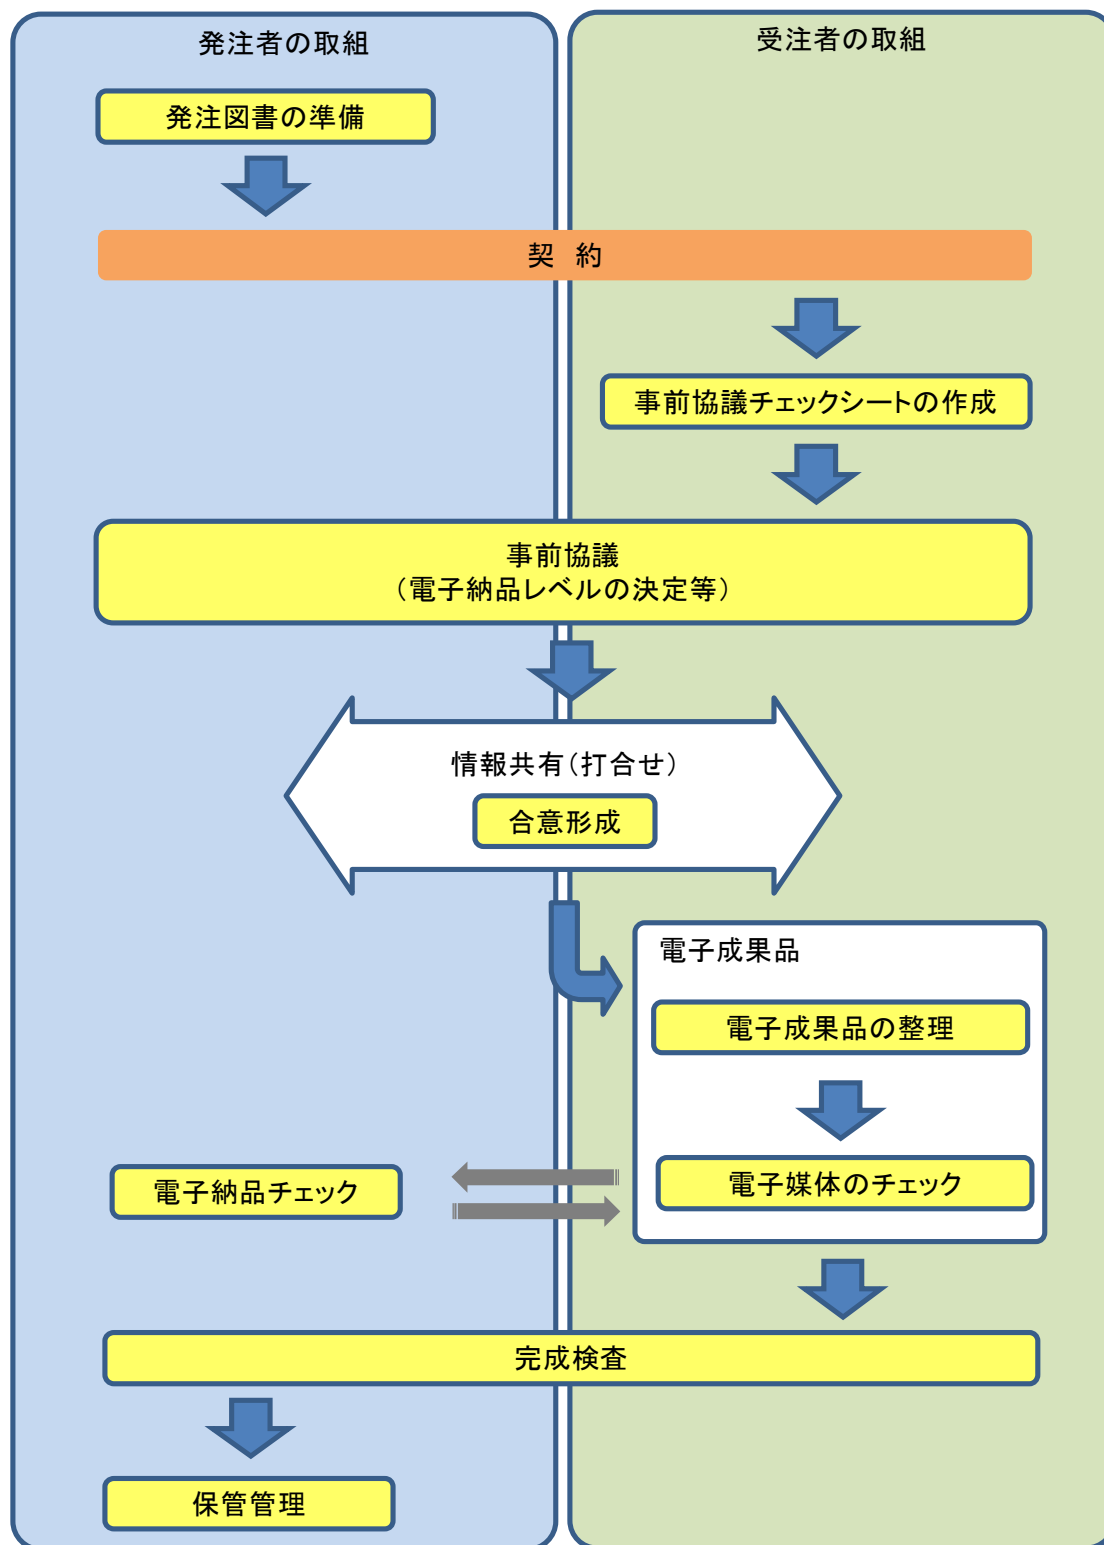 発注者の取組
受注者の取組
発注図書の準備
契 約
事前協議チェックシートの作成
事前協議
（電子納品レベルの決定等）
情報共有（打合せ）
合意形成
電子成果品
電子成果品の整理
電子納品チェック
電子媒体のチェック
完成検査
保管管理